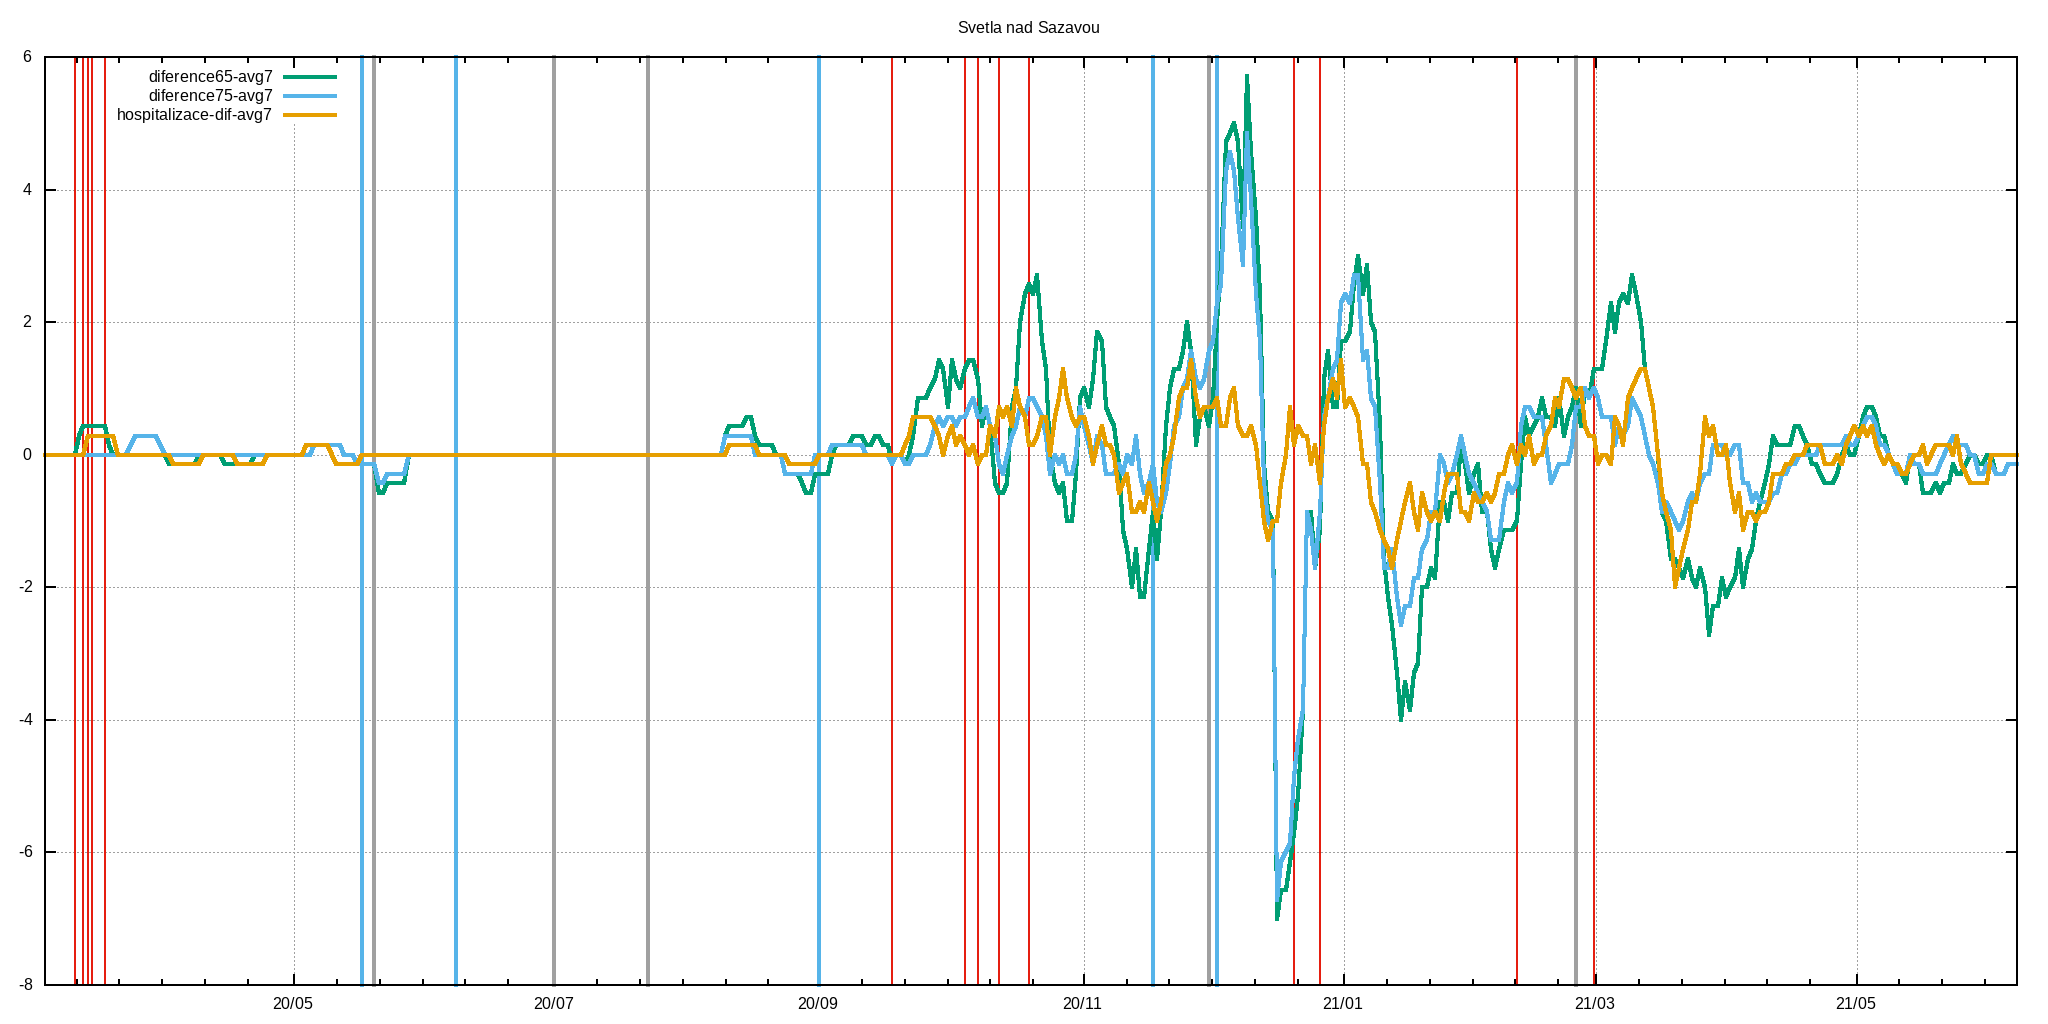 Svetla nad Sazavou
6
diference65-avg7
diference75-avg7
hospitalizace-dif-avg7
4
2
0
-2
-4
-6
-8
20/05 20/07 20/09 20/11 21/01 21/03 21/05